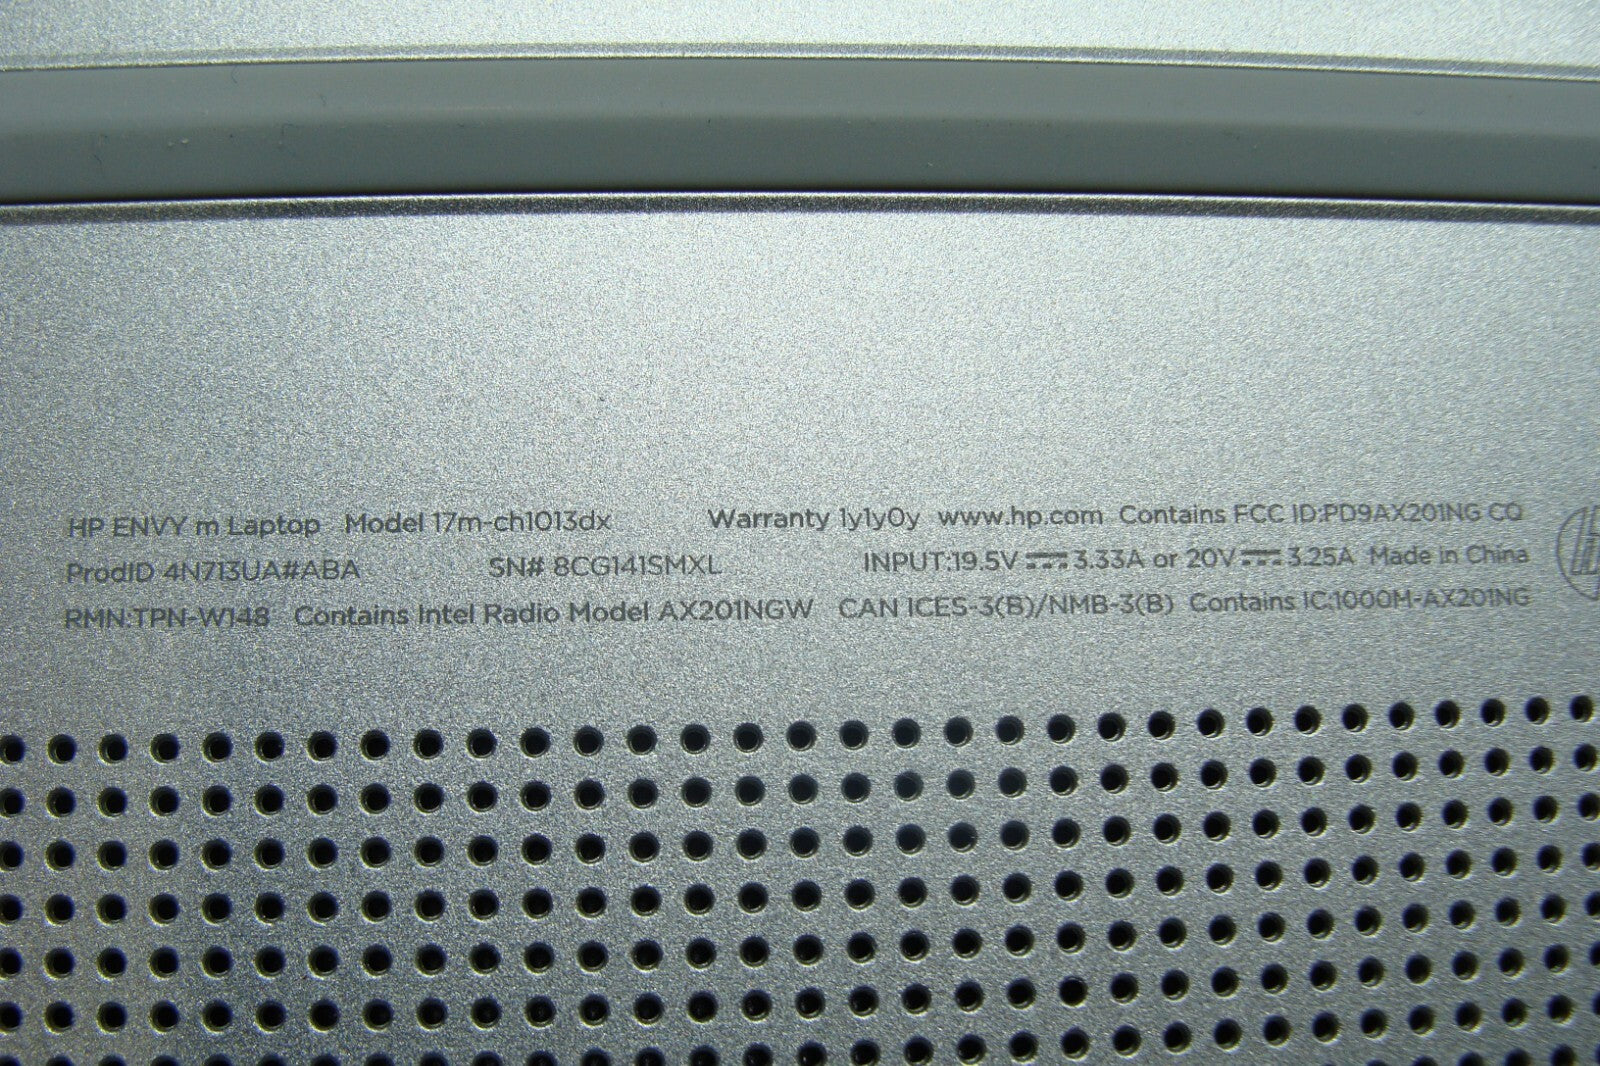 HP ENVY m Laptop Model 17m-ch1013dx Warranty 1y1y0y www.hp.com Contains FCC ID:PD9AX201NG CQ
ProdID 4N713UA#ABA SN# 8CG141SMXL INPUT:19.5V⎓3.33A or 20V⎓3.25A Made in China
RMN:TPN-W148 Contains Intel Radio Model AX201NGW CAN ICES-3(B)/NMB-3(B) Contains IC:1000M-AX201NG